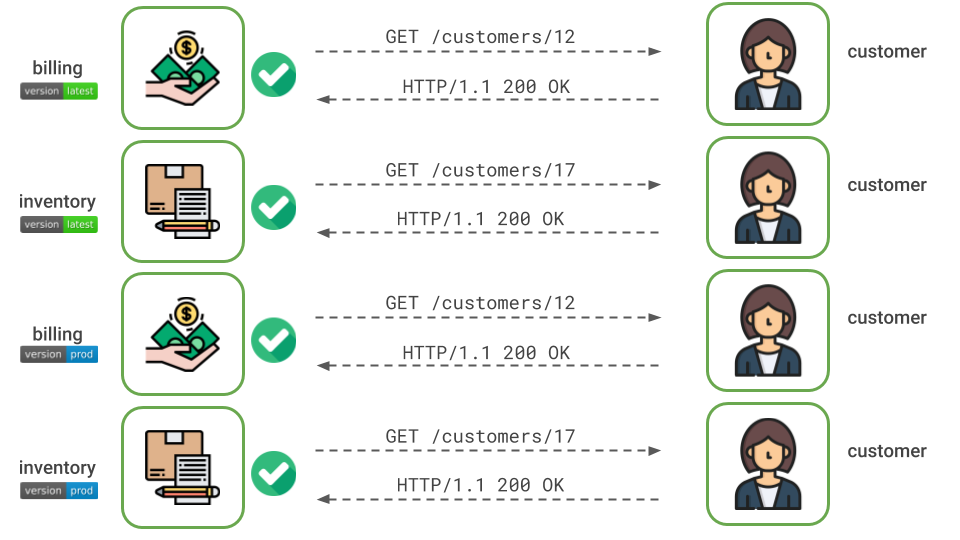 GET /customers/12
customer
billing
version latest
HTTP/1.1 200 OK
GET /customers/17
customer
inventory
version latest
HTTP/1.1 200 OK
GET /customers/12
customer
billing
version prod
HTTP/1.1 200 OK
GET /customers/17
customer
inventory
version prod
HTTP/1.1 200 OK